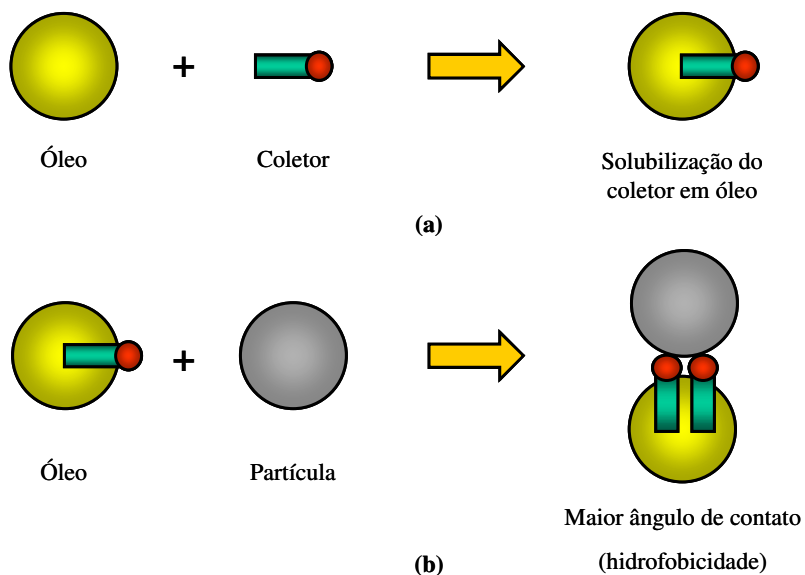 +
Óleo
Coletor
Solubilização do
coletor em óleo
(a)
+
Óleo
Partícula
Maior ângulo de contato
(hidrofobicidade)
(b)